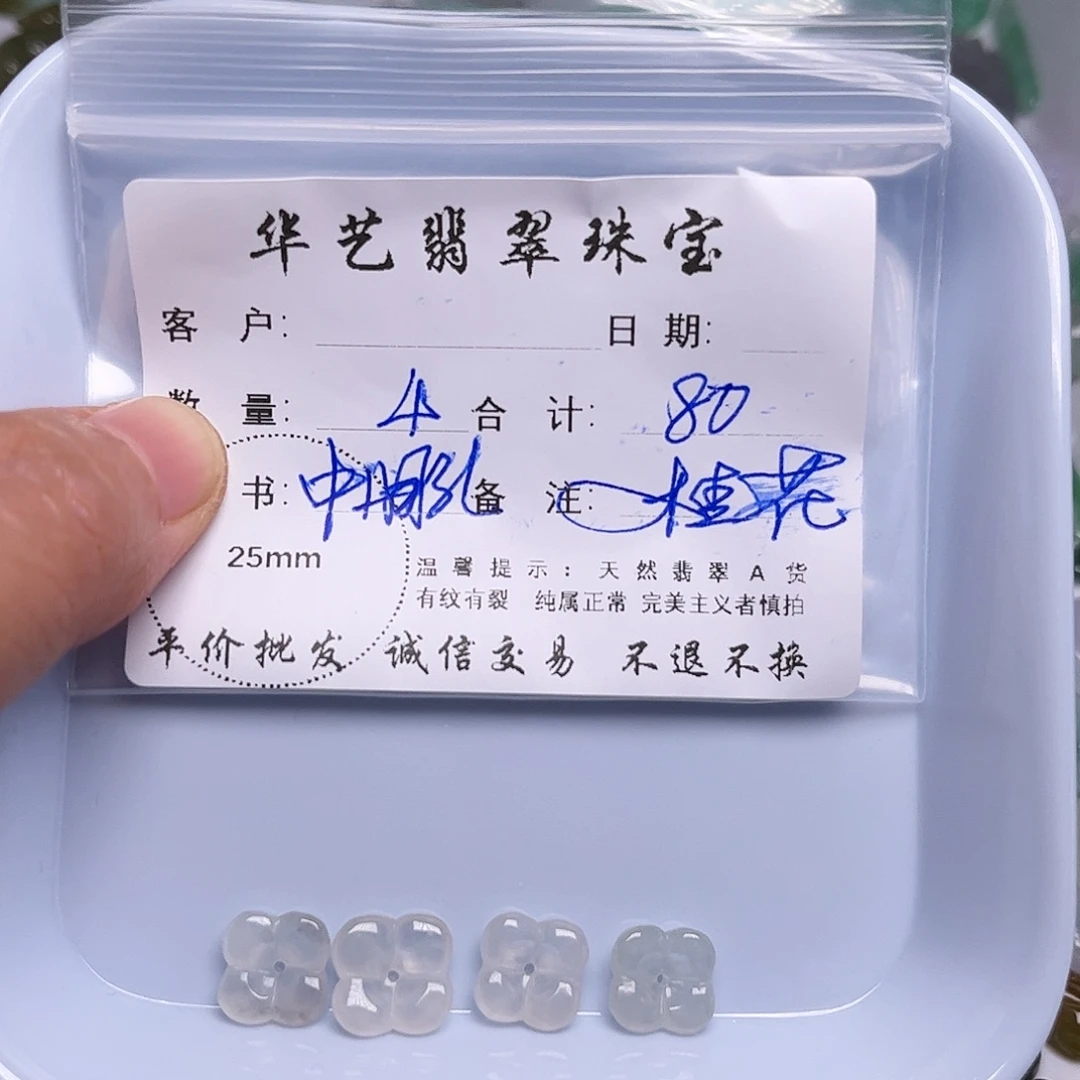 华艺翡翠珠宝
客 户: 日 期:
数 量: 4 合 计: 80
书: 中 孔 备 注: 桂花
25mm
温馨提示: 天然翡翠A货
有纹有裂 纯属正常 完美主义者慎拍
平价批发 诚信交易 不退不换